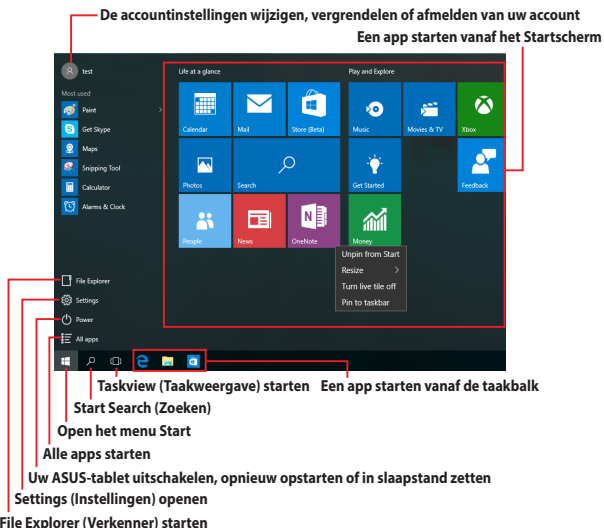 De accountinstellingen wijzigen, vergrendelen of afmelden van uw account
Een app starten vanaf het Startscherm
test
Life at a glance
Play and Explore
Most used
Paint
Get Skype
Maps
Snipping Tool
Calculator
Alarms & Clock
Calendar
Mail
Store (Beta)
Music
Movies & TV
Xbox
Photos
Search
Get Started
Feedback
People
News
OneNote
Money
Unpin from Start
Resize
Turn live tile off
Pin to taskbar
File Explorer
Settings
Power
All apps
Taskview (Taakweergave) starten
Een app starten vanaf de taakbalk
Start Search (Zoeken)
Open het menu Start
Alle apps starten
Uw ASUS-tablet uitschakelen, opnieuw opstarten of in slaapstand zetten
Settings (Instellingen) openen
File Explorer (Verkenner) starten